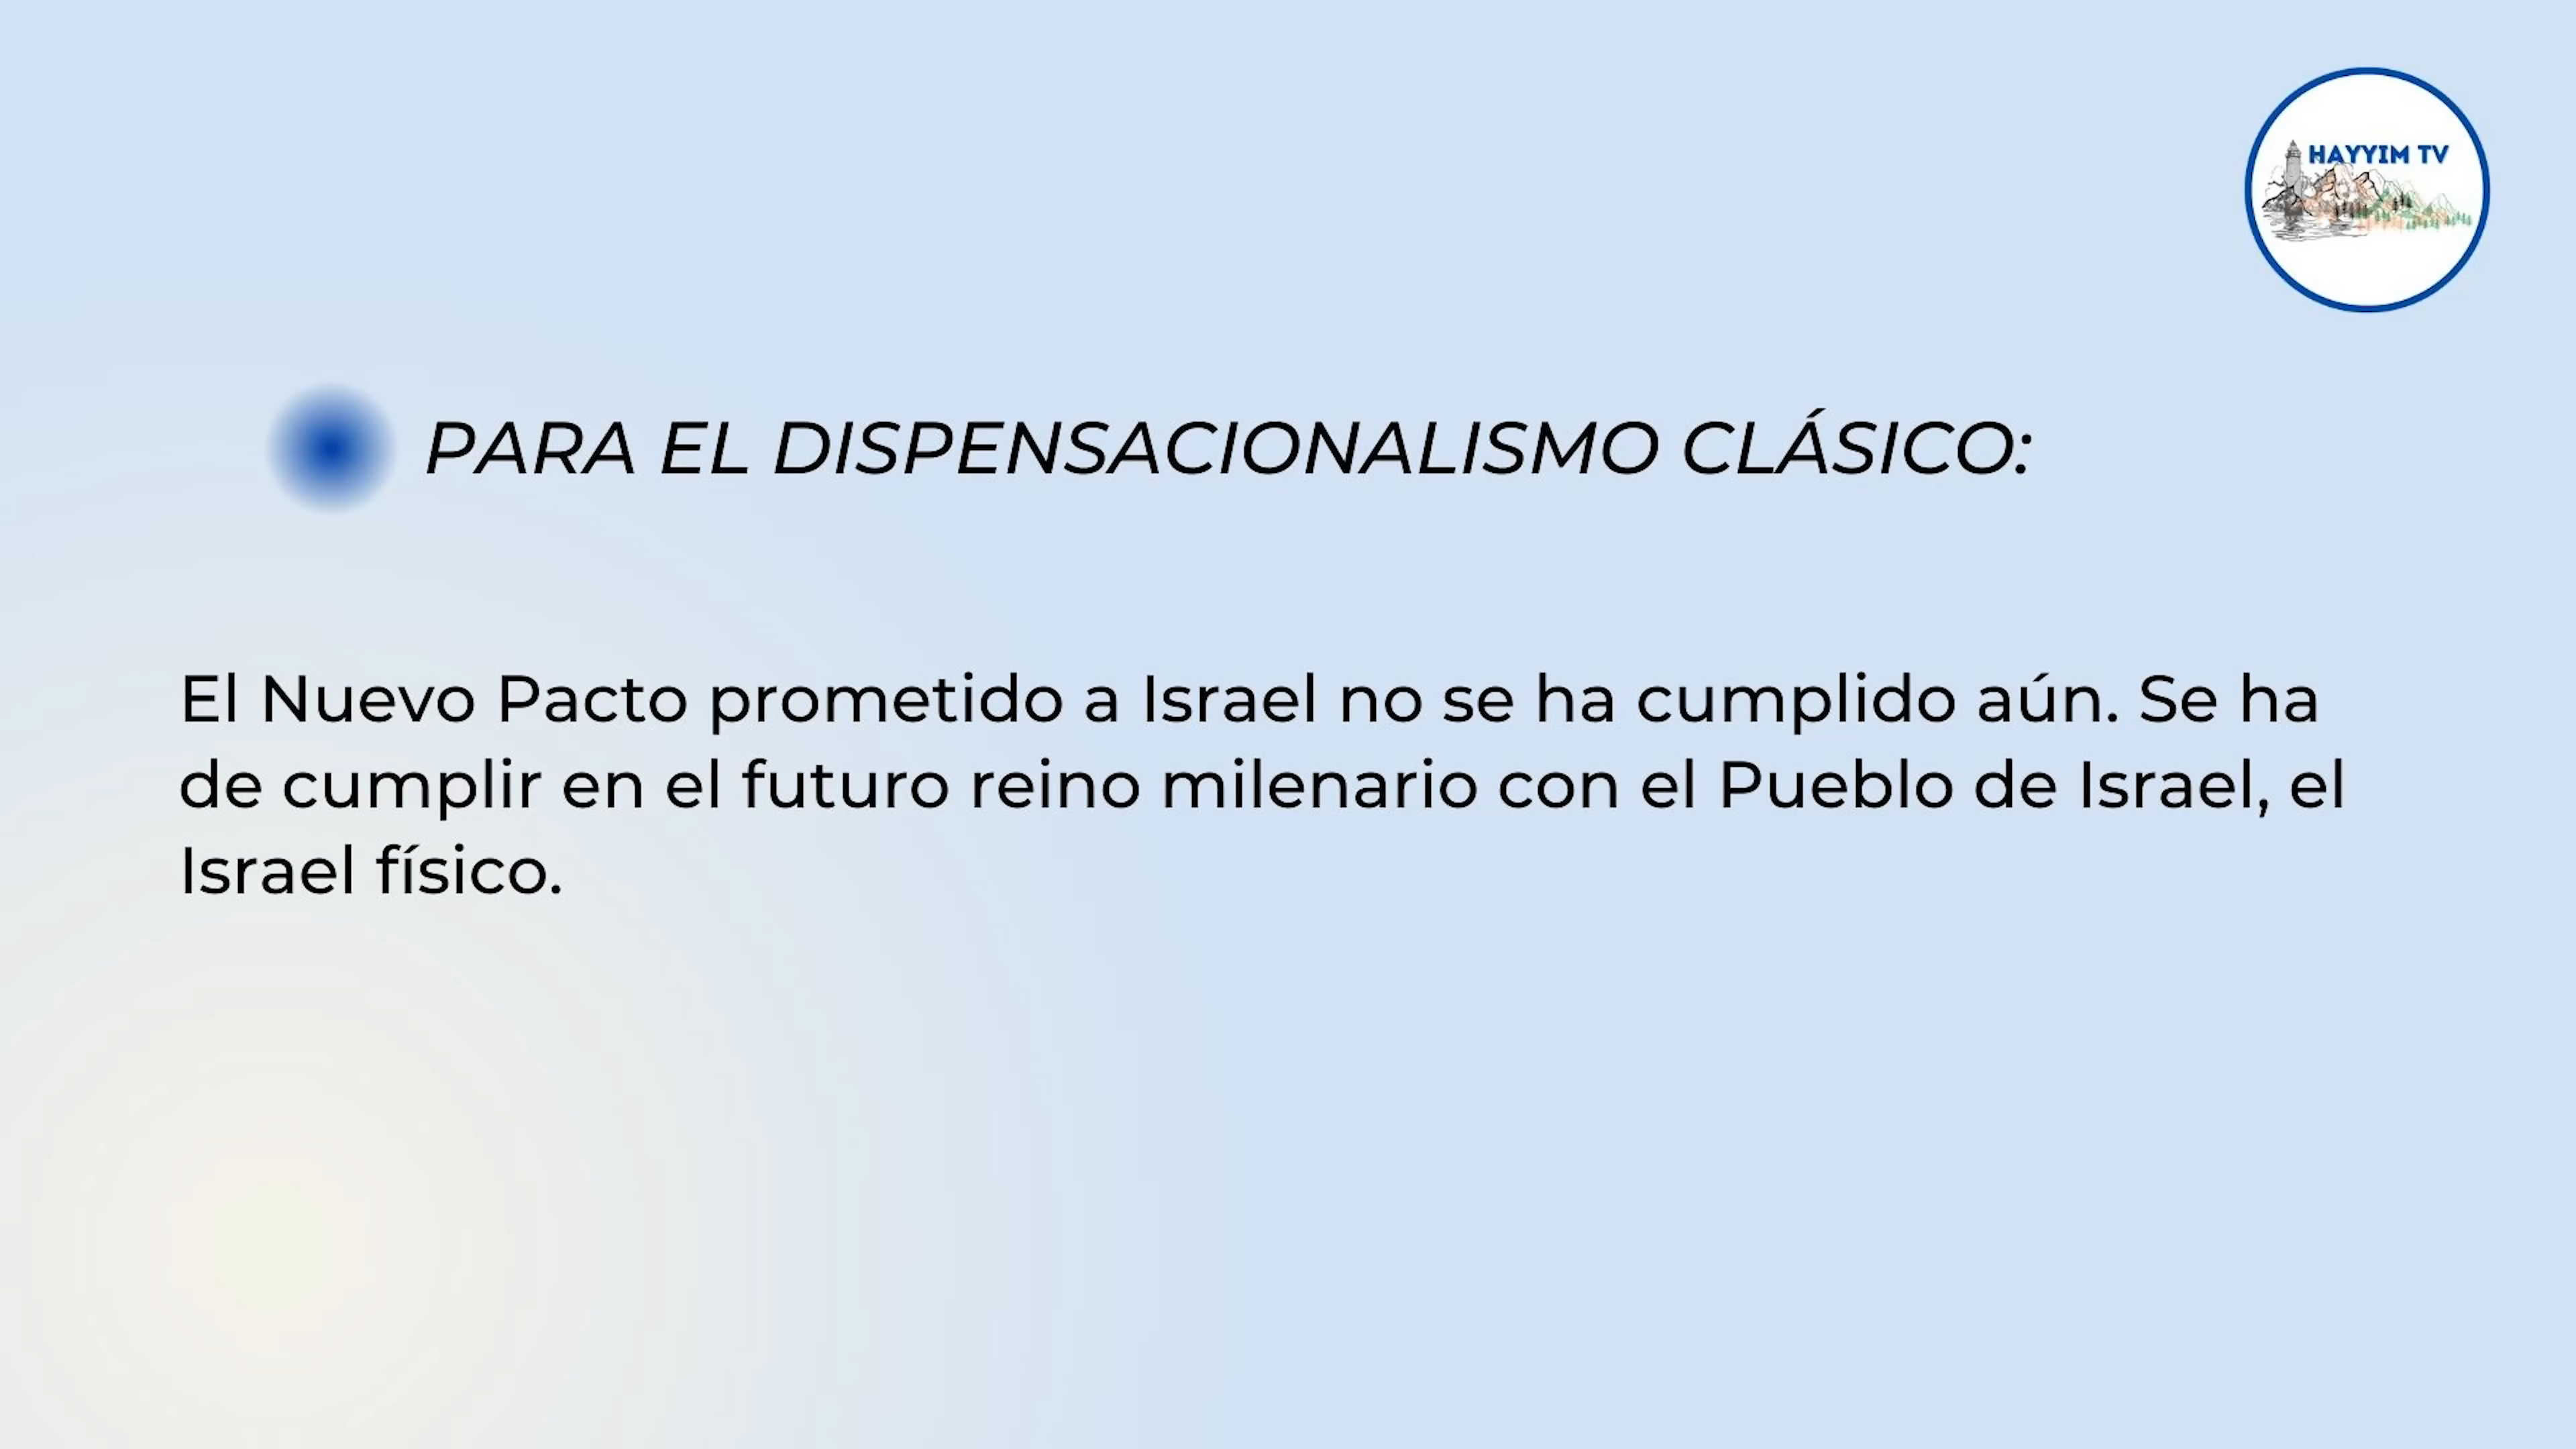 HAYYIM TV
PARA EL DISPENSACIONALISMO CLÁSICO:
El Nuevo Pacto prometido a Israel no se ha cumplido aún. Se ha
de cumplir en el futuro reino milenario con el Pueblo de Israel, el
Israel físico.